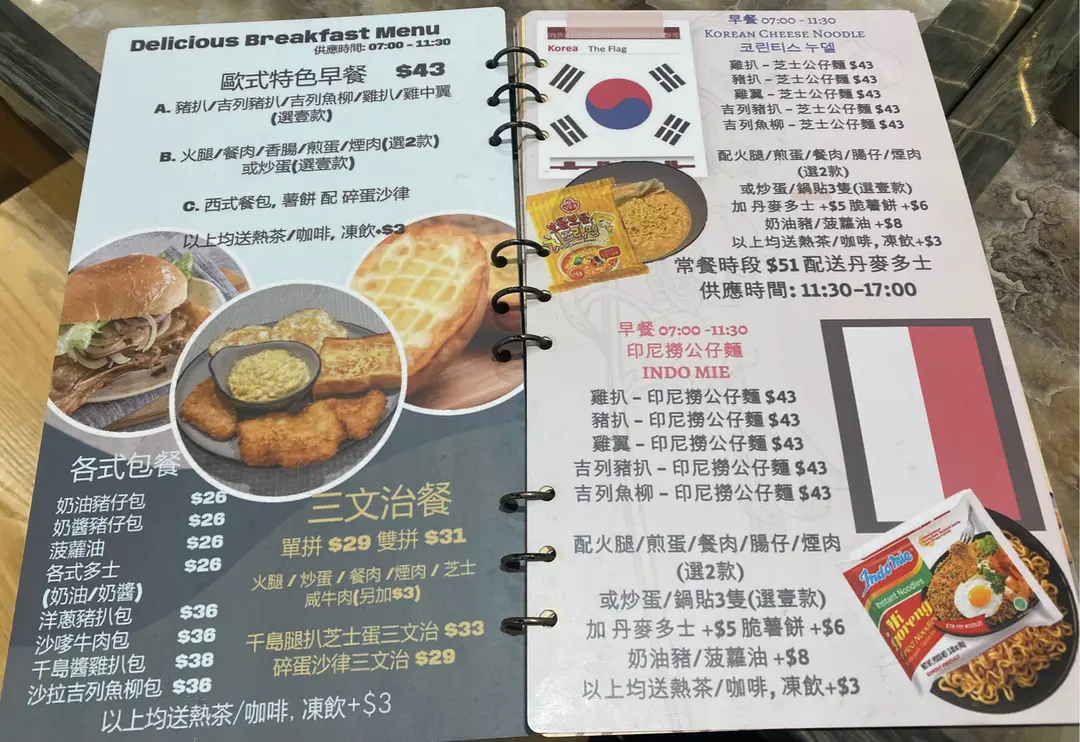 Delicious Breakfast Menu
供應時間: 07:00 - 11:30
歐式特色早餐 $43
A. 豬扒/吉列豬扒/吉列魚柳/雞扒/雞中翼
(選壹款)
B. 火腿/餐肉/香腸/煎蛋/煙肉(選2款)
或炒蛋(選壹款)
C. 西式餐包, 薯餅 配 碎蛋沙律
以上均送熱茶/咖啡, 凍飲+$3
各式包餐
奶油豬仔包 $26
奶醬豬仔包 $26
菠蘿油 $26
各式多士 $26
(奶油/奶醬)
洋蔥豬扒包 $36
沙嗲牛肉包 $36
千島醬雞扒包 $38
沙拉吉列魚柳包 $36
三文治餐
單拼 $29 雙拼 $31
火腿 / 炒蛋 / 餐肉 / 煙肉 / 芝士
咸牛肉(另加$3)
千島腿扒芝士蛋三文治 $33
碎蛋沙律三文治 $29
以上均送熱茶/咖啡, 凍飲+$3
Korea The Flag
早餐 07:00 - 11:30
KOREAN CHEESE NOODLE
코린티스 누델
雞扒 – 芝士公仔麵 $43
豬扒 – 芝士公仔麵 $43
雞翼 – 芝士公仔麵 $43
吉列豬扒 – 芝士公仔麵 $43
吉列魚柳 – 芝士公仔麵 $43
配火腿/煎蛋/餐肉/腸仔/煙肉
(選2款)
或炒蛋/鍋貼3隻(選壹款)
加 丹麥多士 +$5 脆薯餅 +$6
奶油豬/菠蘿油 +$8
以上均送熱茶/咖啡, 凍飲+$3
常餐時段 $51 配送丹麥多士
供應時間: 11:30-17:00
早餐 07:00 -11:30
印尼撈公仔麵
INDO MIE
雞扒 – 印尼撈公仔麵 $43
豬扒 – 印尼撈公仔麵 $43
雞翼 – 印尼撈公仔麵 $43
吉列豬扒 – 印尼撈公仔麵 $43
吉列魚柳 – 印尼撈公仔麵 $43
配火腿/煎蛋/餐肉/腸仔/煙肉
(選2款)
或炒蛋/鍋貼3隻(選壹款)
加 丹麥多士 +$5 脆薯餅 +$6
奶油豬/菠蘿油 +$8
以上均送熱茶/咖啡, 凍飲+$3
Indomie
Instant Noodles
Mi
goreng